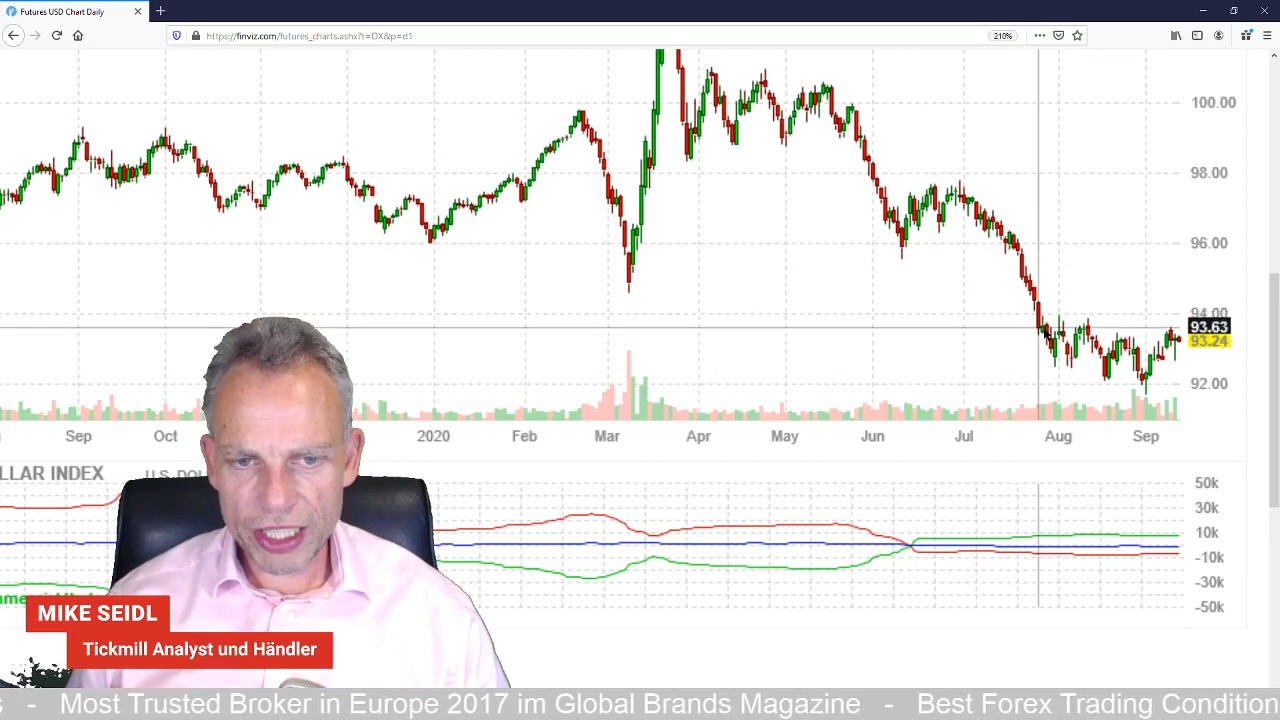 Futures USD Chart Daily
https://finviz.com/futures_charts.ashx?t=DX&p=d1
210%
100.00
98.00
96.00
94.00
93.63
93.24
92.00
Sep Oct 2020 Feb Mar Apr May Jun Jul Aug Sep
LLAR INDEX U.S. DOL
50k
30k
10k
-10k
-30k
-50k
MIKE SEIDL
Tickmill Analyst und Händler
s - Most Trusted Broker in Europe 2017 im Global Brands Magazine - Best Forex Trading Condition